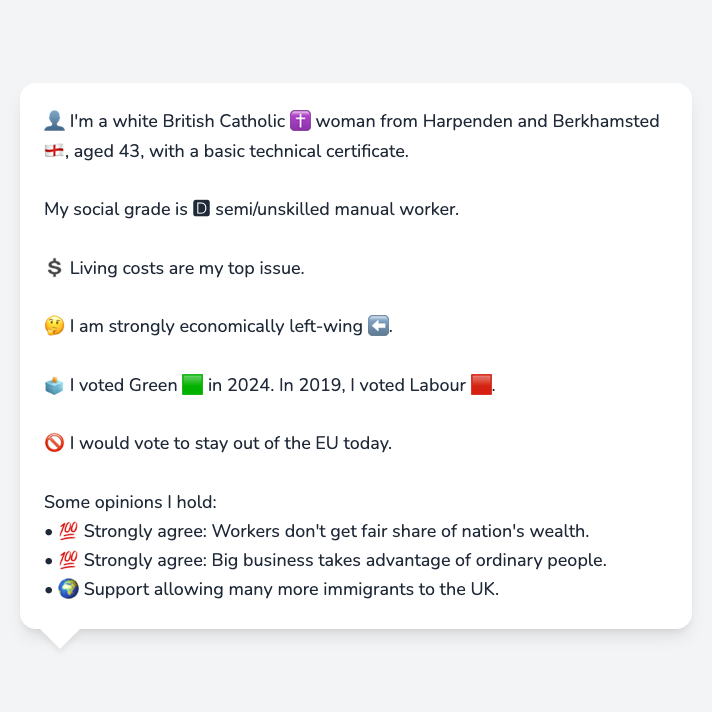 👤 I'm a white British Catholic ✝️ woman from Harpenden and Berkhamsted
🏴󠁧󠁢󠁥󠁮󠁧󠁿, aged 43, with a basic technical certificate.
My social grade is 🅳 semi/unskilled manual worker.
💲 Living costs are my top issue.
🤔 I am strongly economically left-wing ⬅️.
🗳️ I voted Green 🟩 in 2024. In 2019, I voted Labour 🟥.
🚫 I would vote to stay out of the EU today.
Some opinions I hold:
• 💯 Strongly agree: Workers don't get fair share of nation's wealth.
• 💯 Strongly agree: Big business takes advantage of ordinary people.
• 🌍 Support allowing many more immigrants to the UK.